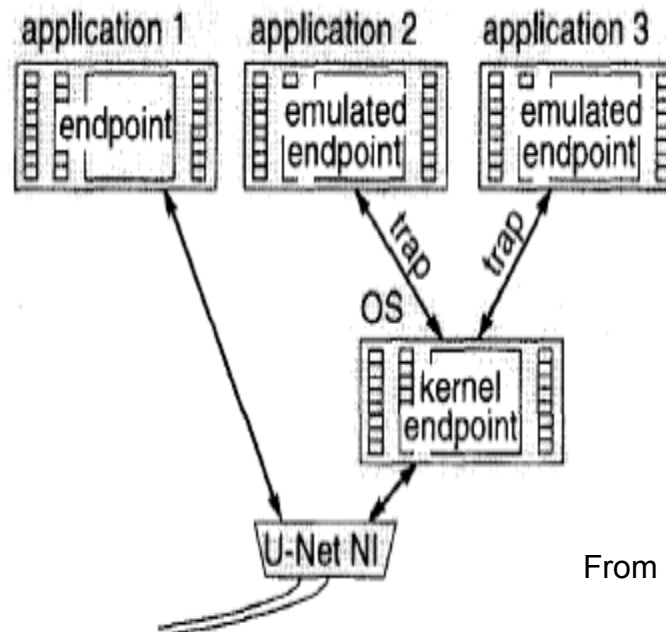 application 1
application 2
application 3
endpoint
emulated
endpoint
emulated
endpoint
trap
trap
OS
kernel
endpoint
U-Net NI
From